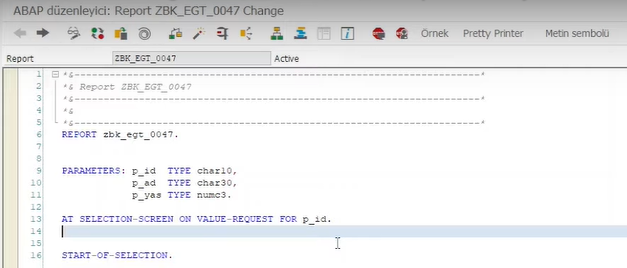 ABAP düzenleyici: Report ZBK_EGT_0047 Change
Örnek Pretty Printer Metin sembolü
Report ZBK_EGT_0047 Active
1 *&---------------------------------------------------------------------*
2 *& Report ZBK_EGT_0047
3 *&---------------------------------------------------------------------*
4 *&
5 *&---------------------------------------------------------------------*
6 REPORT zbk_egt_0047.
7
8
9 PARAMETERS: p_id TYPE char10,
10 p_ad TYPE char30,
11 p_yas TYPE numc3.
12
13 AT SELECTION-SCREEN ON VALUE-REQUEST FOR p_id.
14
15
16 START-OF-SELECTION.